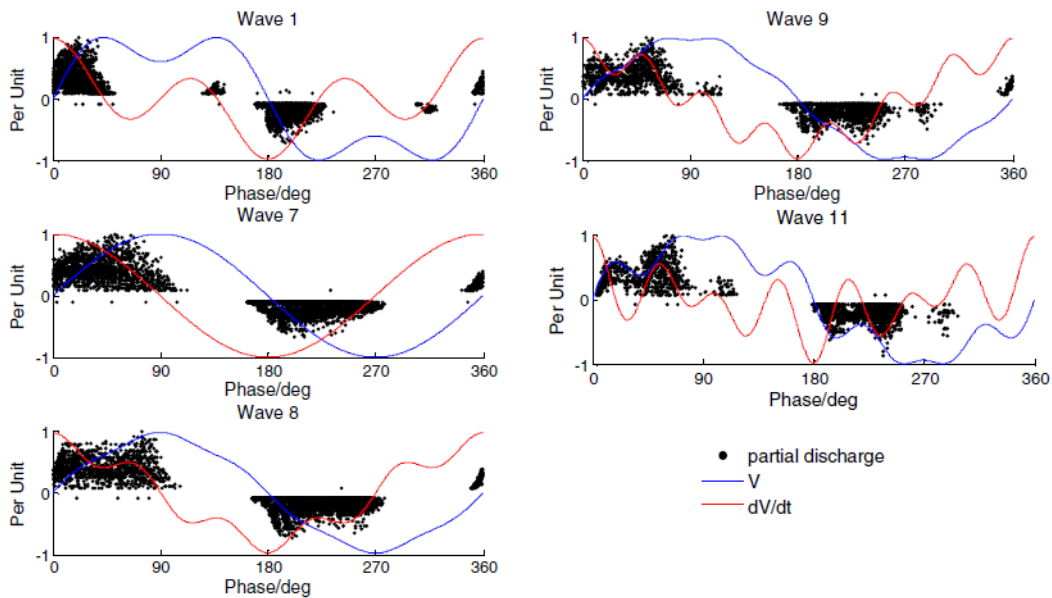 Wave 1
Per Unit
1
0
-1
0 90 180 270 360
Phase/deg
Wave 7
Per Unit
1
0
-1
0 90 180 270 360
Phase/deg
Wave 8
Per Unit
1
0
-1
0 90 180 270 360
Phase/deg
Wave 9
Per Unit
1
0
-1
0 90 180 270 360
Phase/deg
Wave 11
Per Unit
1
0
-1
0 90 180 270 360
Phase/deg
partial discharge
V
dV/dt